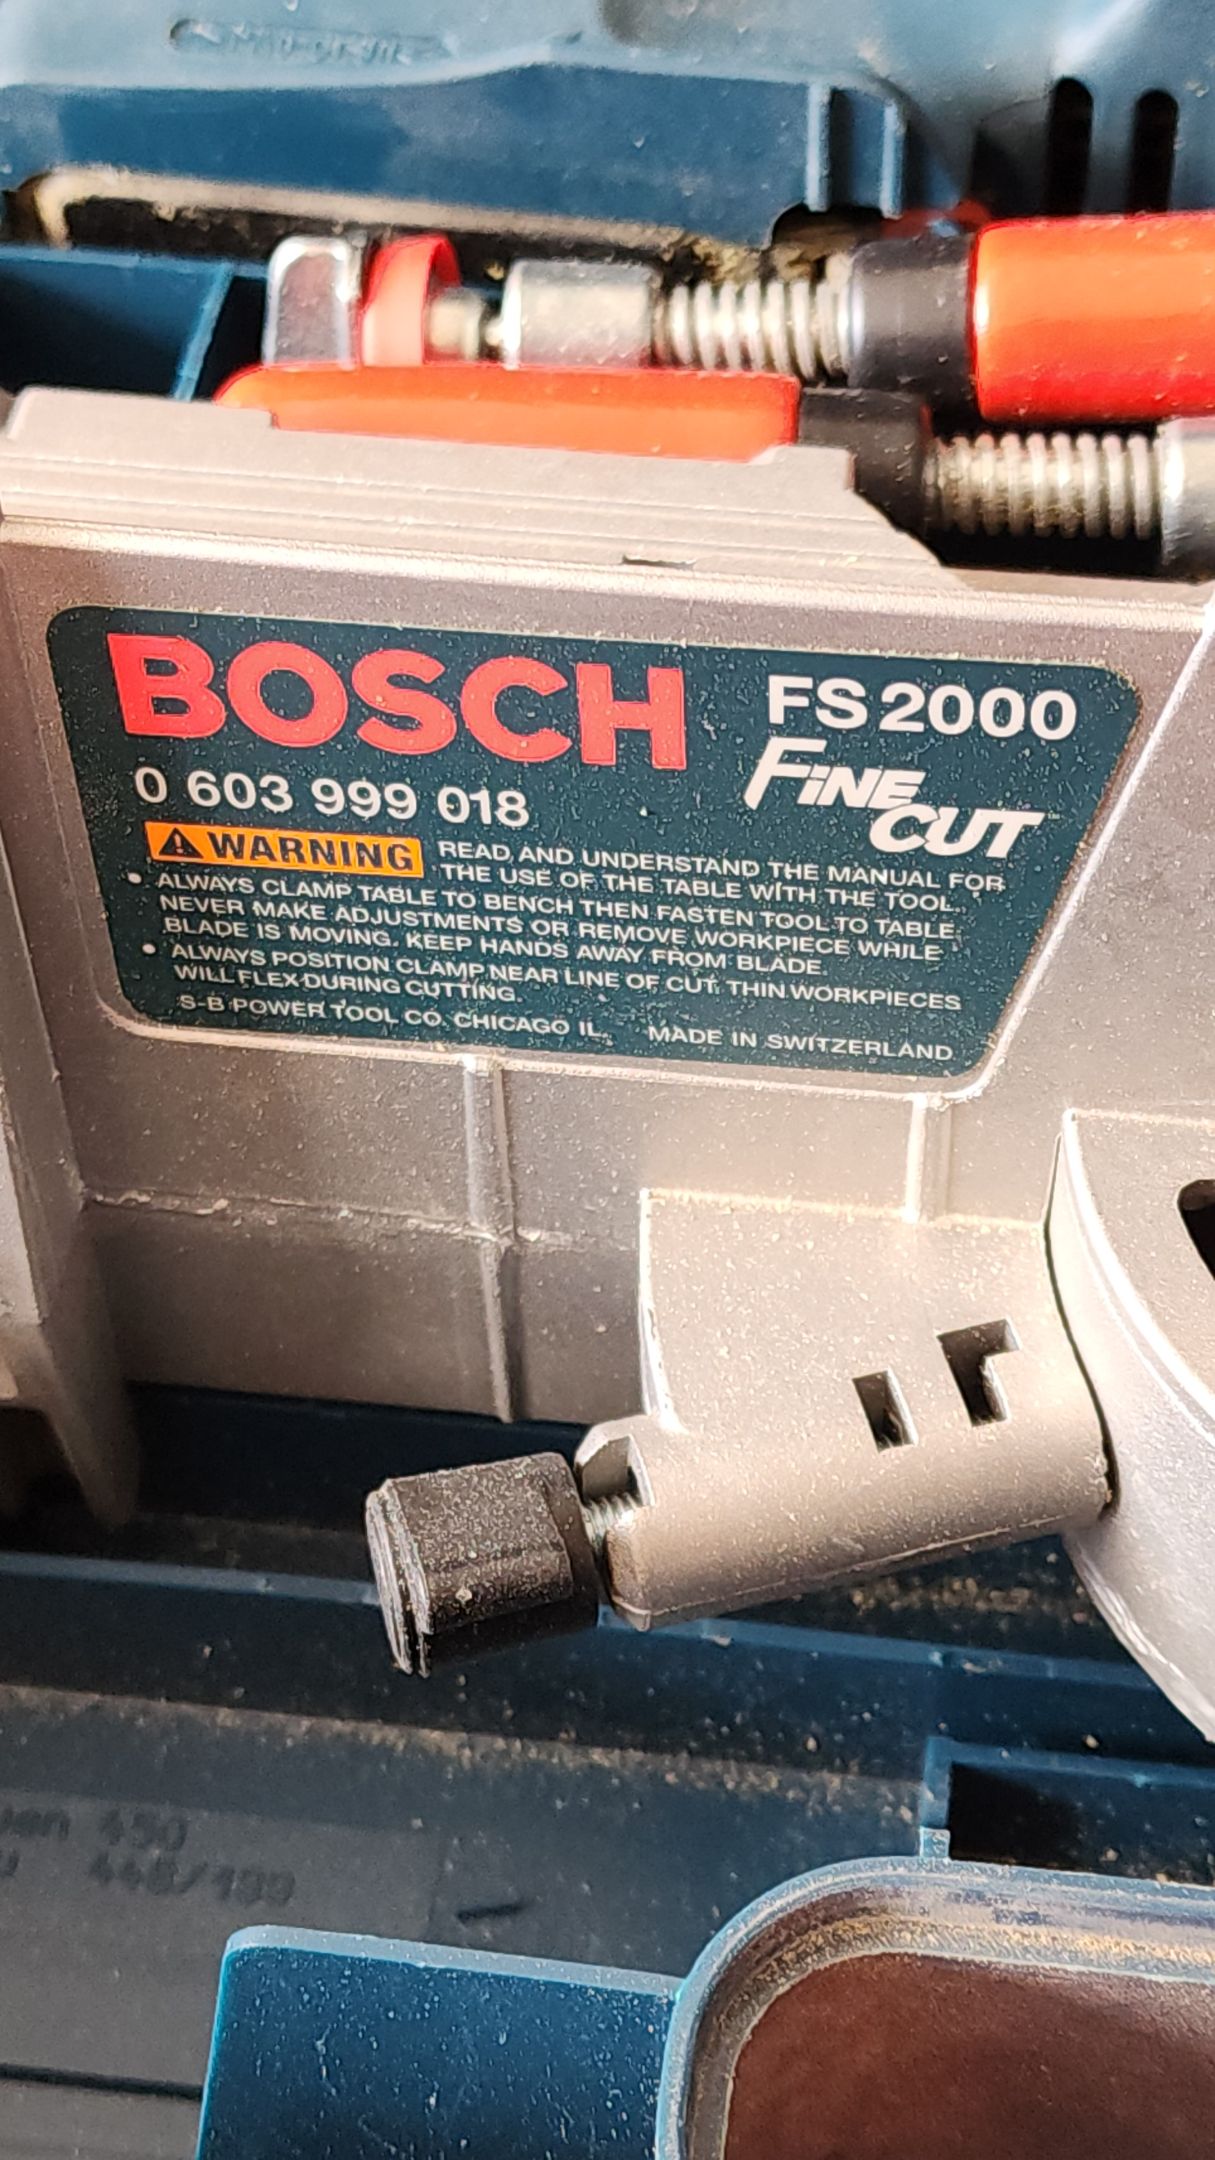 BOSCH
FS 2000
FINE CUT™
0 603 999 018
WARNING READ AND UNDERSTAND THE MANUAL FOR
THE USE OF THE TABLE WITH THE TOOL.
• ALWAYS CLAMP TABLE TO BENCH THEN FASTEN TOOL TO TABLE.
NEVER MAKE ADJUSTMENTS OR REMOVE WORKPIECE WHILE
BLADE IS MOVING. KEEP HANDS AWAY FROM BLADE.
• ALWAYS POSITION CLAMP NEAR LINE OF CUT. THIN WORKPIECES
WILL FLEX DURING CUTTING.
S-B POWER TOOL CO. CHICAGO IL. MADE IN SWITZERLAND
450
448/199